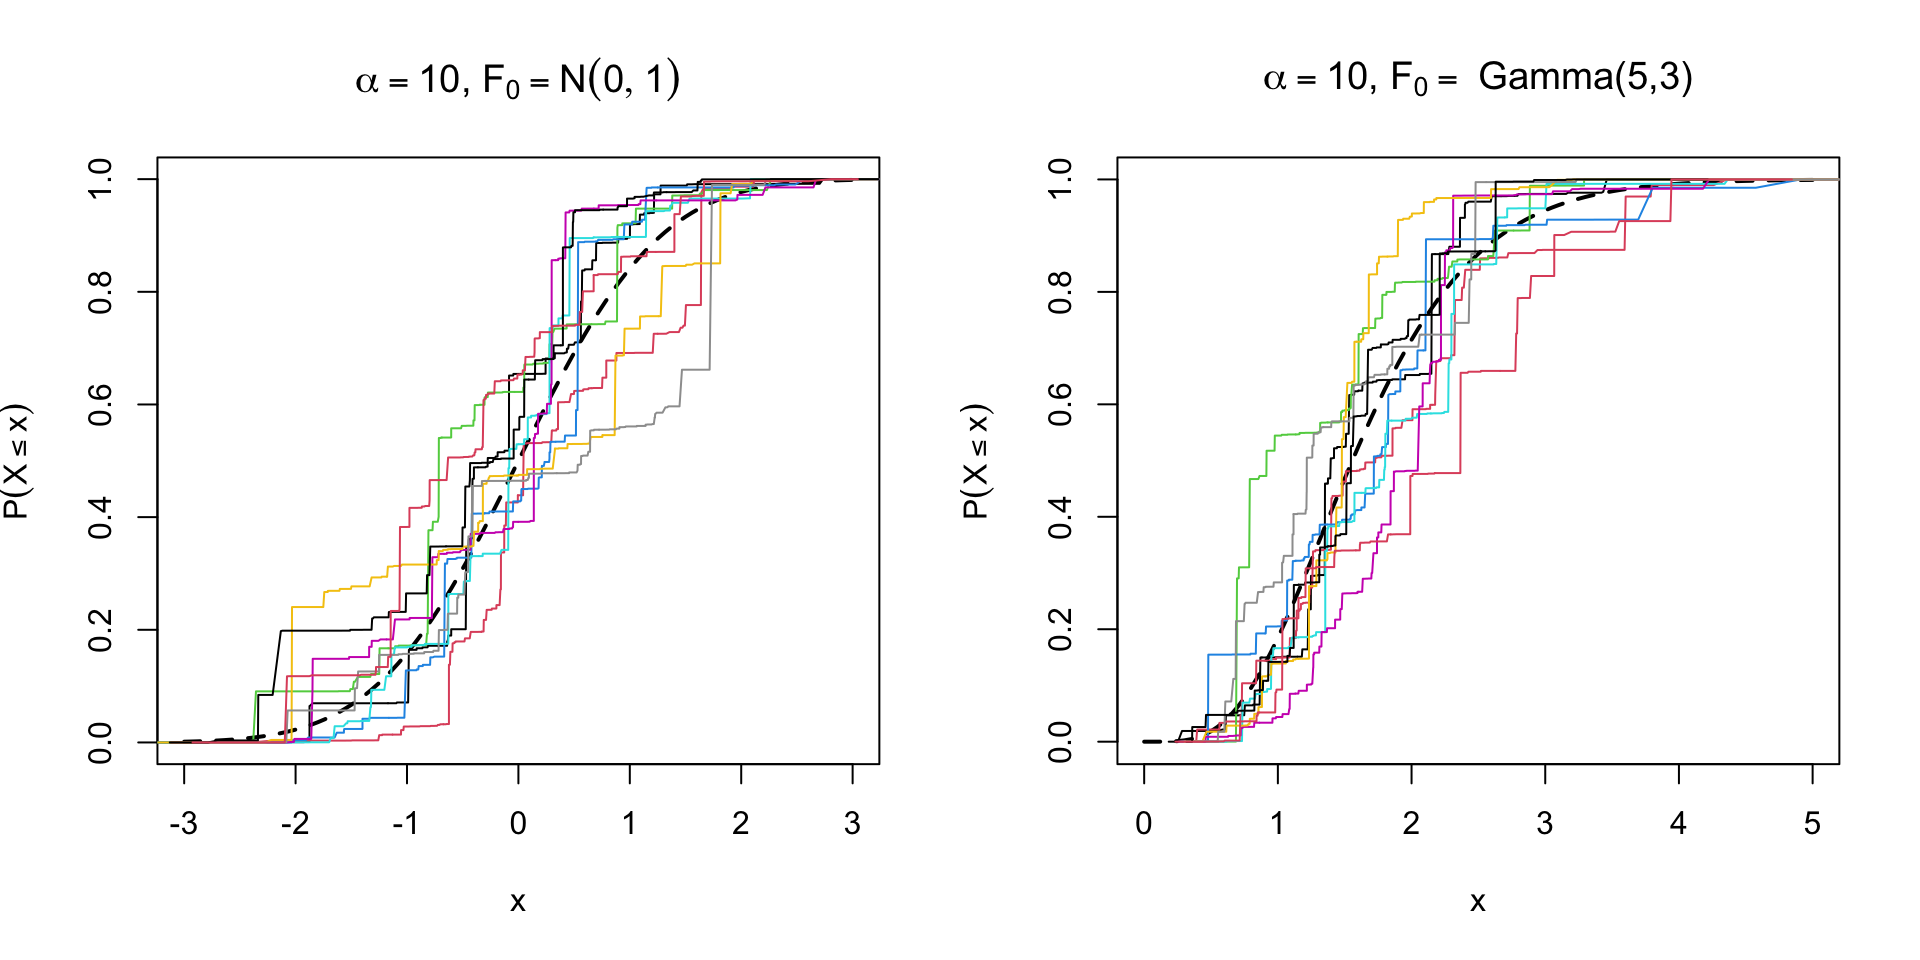 α = 10, F₀ = N(0, 1)
P(X ≤ x)
1.0
0.8
0.6
0.4
0.2
0.0
-3 -2 -1 0 1 2 3
x
α = 10, F₀ = Gamma(5,3)
P(X ≤ x)
1.0
0.8
0.6
0.4
0.2
0.0
0 1 2 3 4 5
x